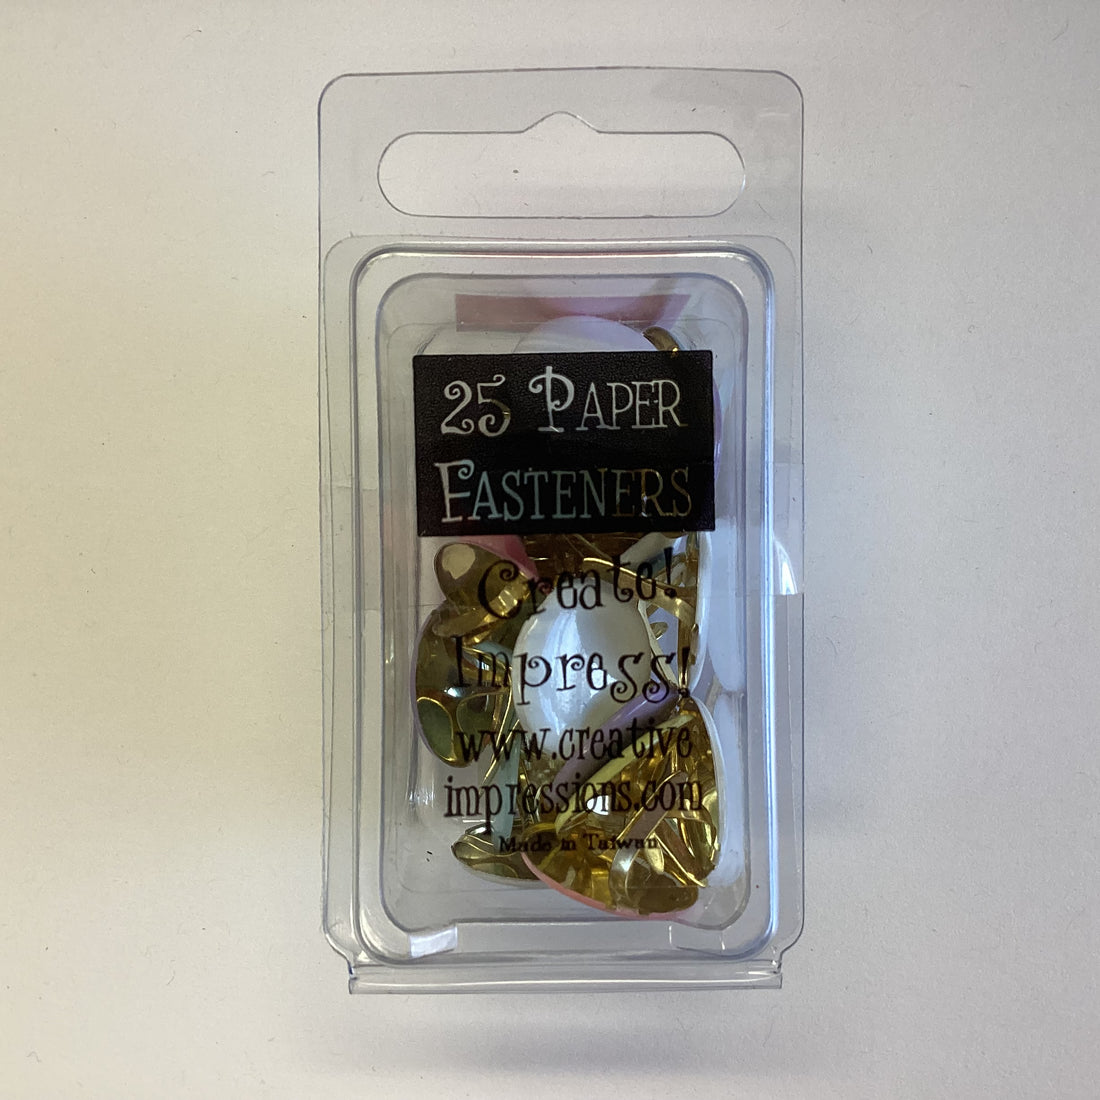 25 PAPER
FASTENERS
Create!
Impress!
www.creative
impressions.com
Made in Taiwan